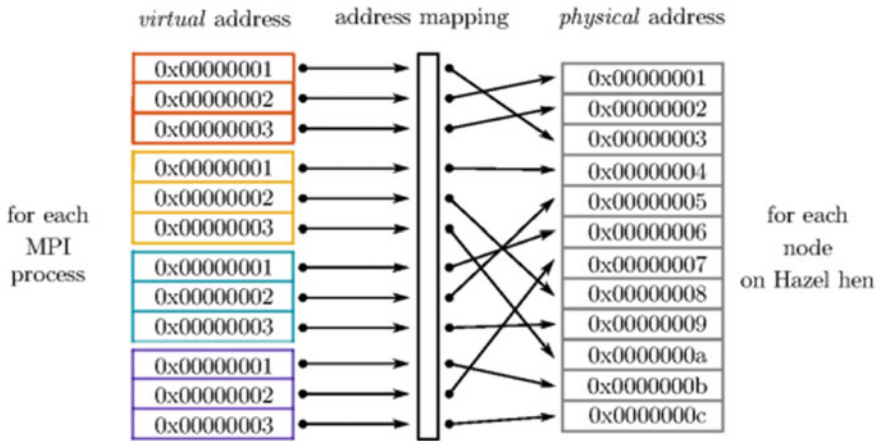 virtual address
address mapping
physical address
0x00000001
0x00000002
0x00000003
0x00000001
0x00000002
0x00000003
0x00000001
0x00000002
0x00000003
0x00000001
0x00000002
0x00000003
for each
MPI
process
0x00000001
0x00000002
0x00000003
0x00000004
0x00000005
0x00000006
0x00000007
0x00000008
0x00000009
0x0000000a
0x0000000b
0x0000000c
for each
node
on Hazel hen